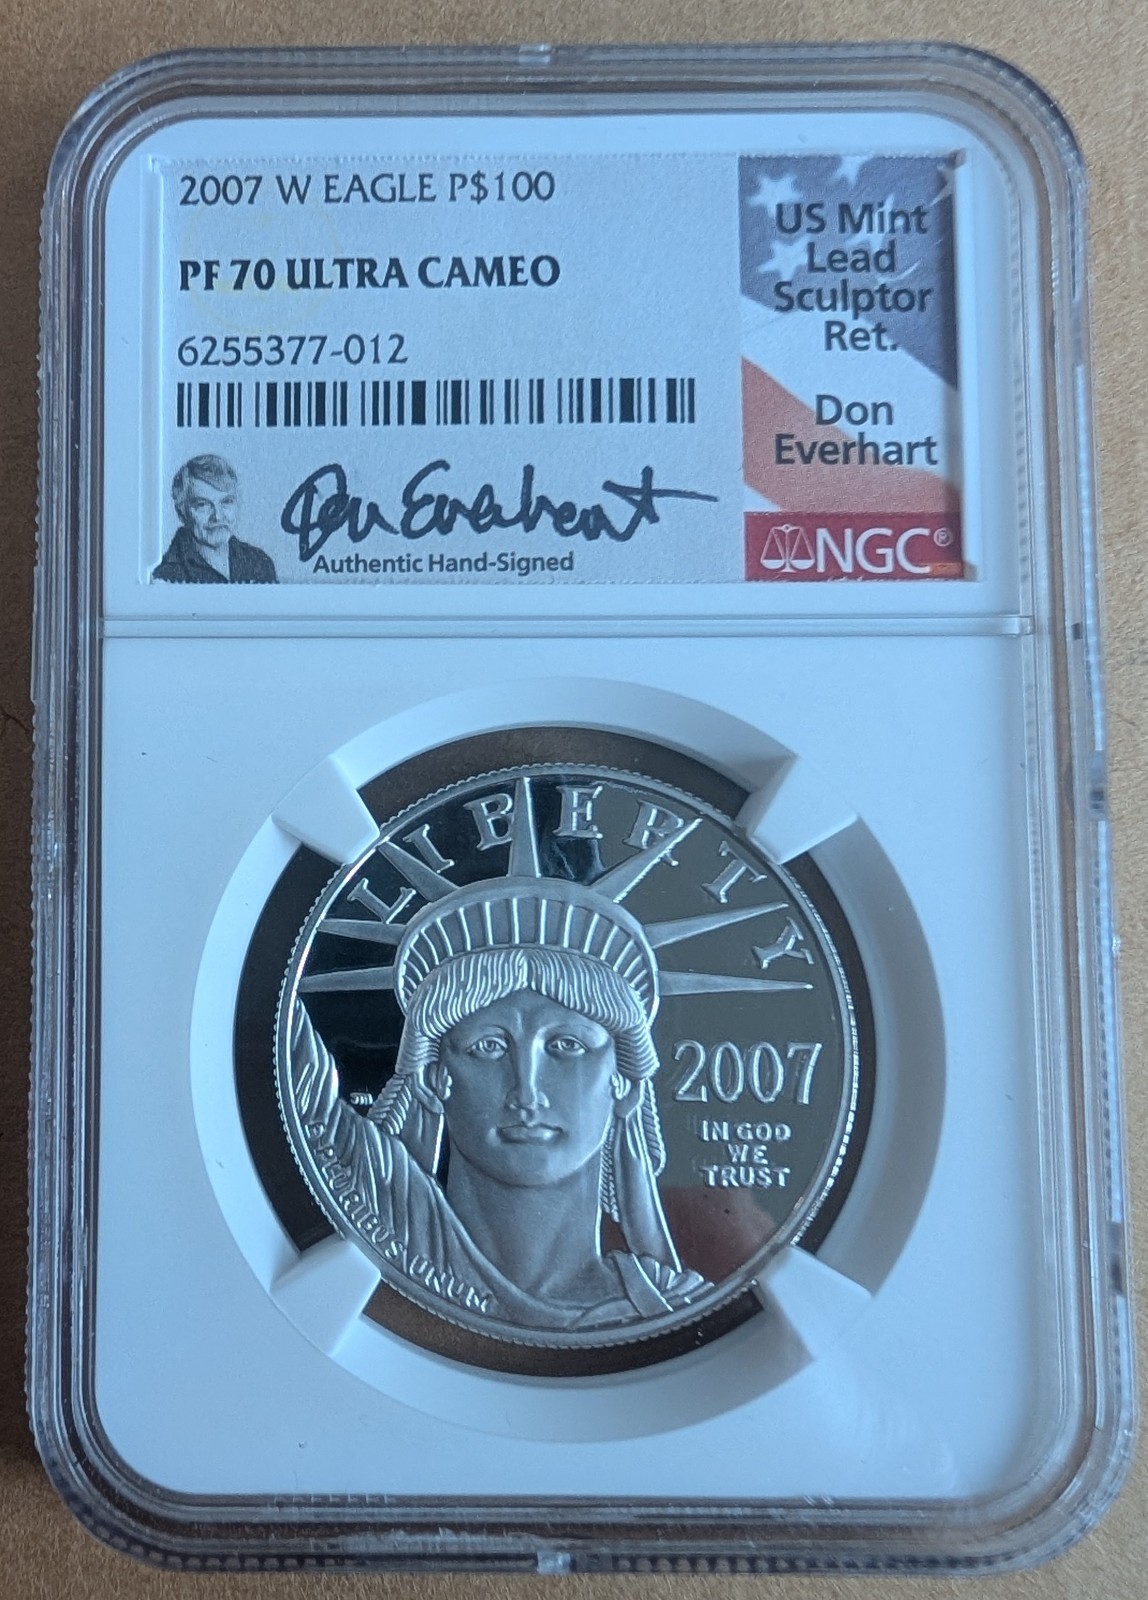 2007 W EAGLE P$100
PF 70 ULTRA CAMEO
6255377-012
Don Everhart
Authentic Hand-Signed
US Mint
Lead
Sculptor
Ret.
Don
Everhart
NGC®
LIBERTY
2007
IN GOD
WE
TRUST
E PLURIBUS UNUM